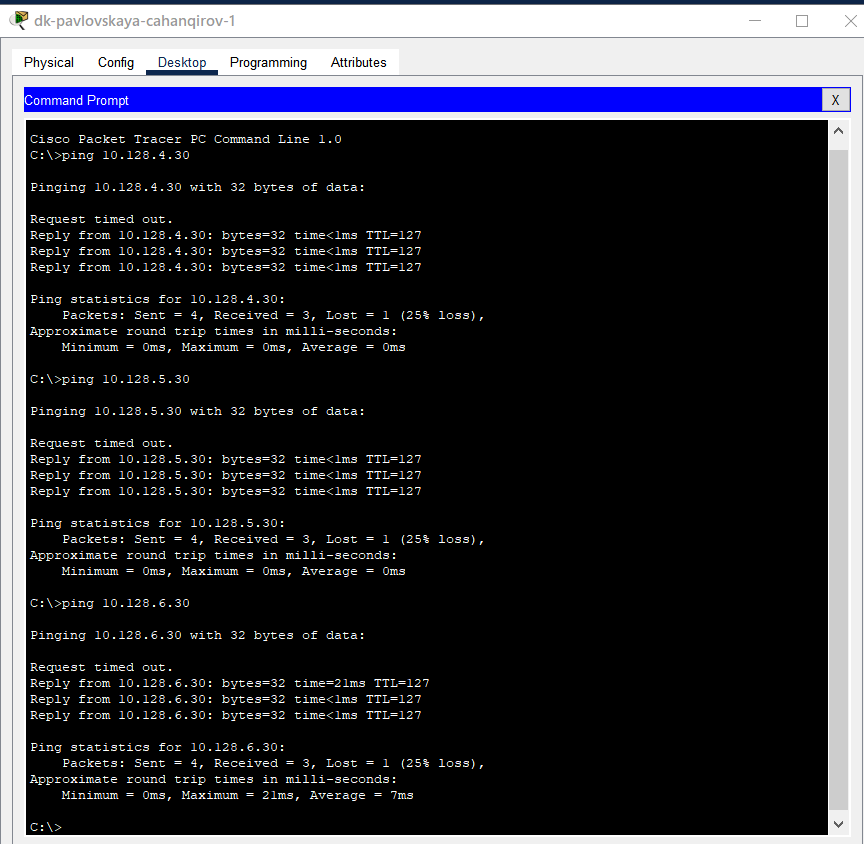 dk-pavlovskaya-cahanqirov-1
Physical Config Desktop Programming Attributes
Command Prompt X
Cisco Packet Tracer PC Command Line 1.0
C:\>ping 10.128.4.30
Pinging 10.128.4.30 with 32 bytes of data:
Request timed out.
Reply from 10.128.4.30: bytes=32 time<1ms TTL=127
Reply from 10.128.4.30: bytes=32 time<1ms TTL=127
Reply from 10.128.4.30: bytes=32 time<1ms TTL=127
Ping statistics for 10.128.4.30:
    Packets: Sent = 4, Received = 3, Lost = 1 (25% loss),
Approximate round trip times in milli-seconds:
    Minimum = 0ms, Maximum = 0ms, Average = 0ms
C:\>ping 10.128.5.30
Pinging 10.128.5.30 with 32 bytes of data:
Request timed out.
Reply from 10.128.5.30: bytes=32 time<1ms TTL=127
Reply from 10.128.5.30: bytes=32 time<1ms TTL=127
Reply from 10.128.5.30: bytes=32 time<1ms TTL=127
Ping statistics for 10.128.5.30:
    Packets: Sent = 4, Received = 3, Lost = 1 (25% loss),
Approximate round trip times in milli-seconds:
    Minimum = 0ms, Maximum = 0ms, Average = 0ms
C:\>ping 10.128.6.30
Pinging 10.128.6.30 with 32 bytes of data:
Request timed out.
Reply from 10.128.6.30: bytes=32 time=21ms TTL=127
Reply from 10.128.6.30: bytes=32 time<1ms TTL=127
Reply from 10.128.6.30: bytes=32 time<1ms TTL=127
Ping statistics for 10.128.6.30:
    Packets: Sent = 4, Received = 3, Lost = 1 (25% loss),
Approximate round trip times in milli-seconds:
    Minimum = 0ms, Maximum = 21ms, Average = 7ms
C:\>